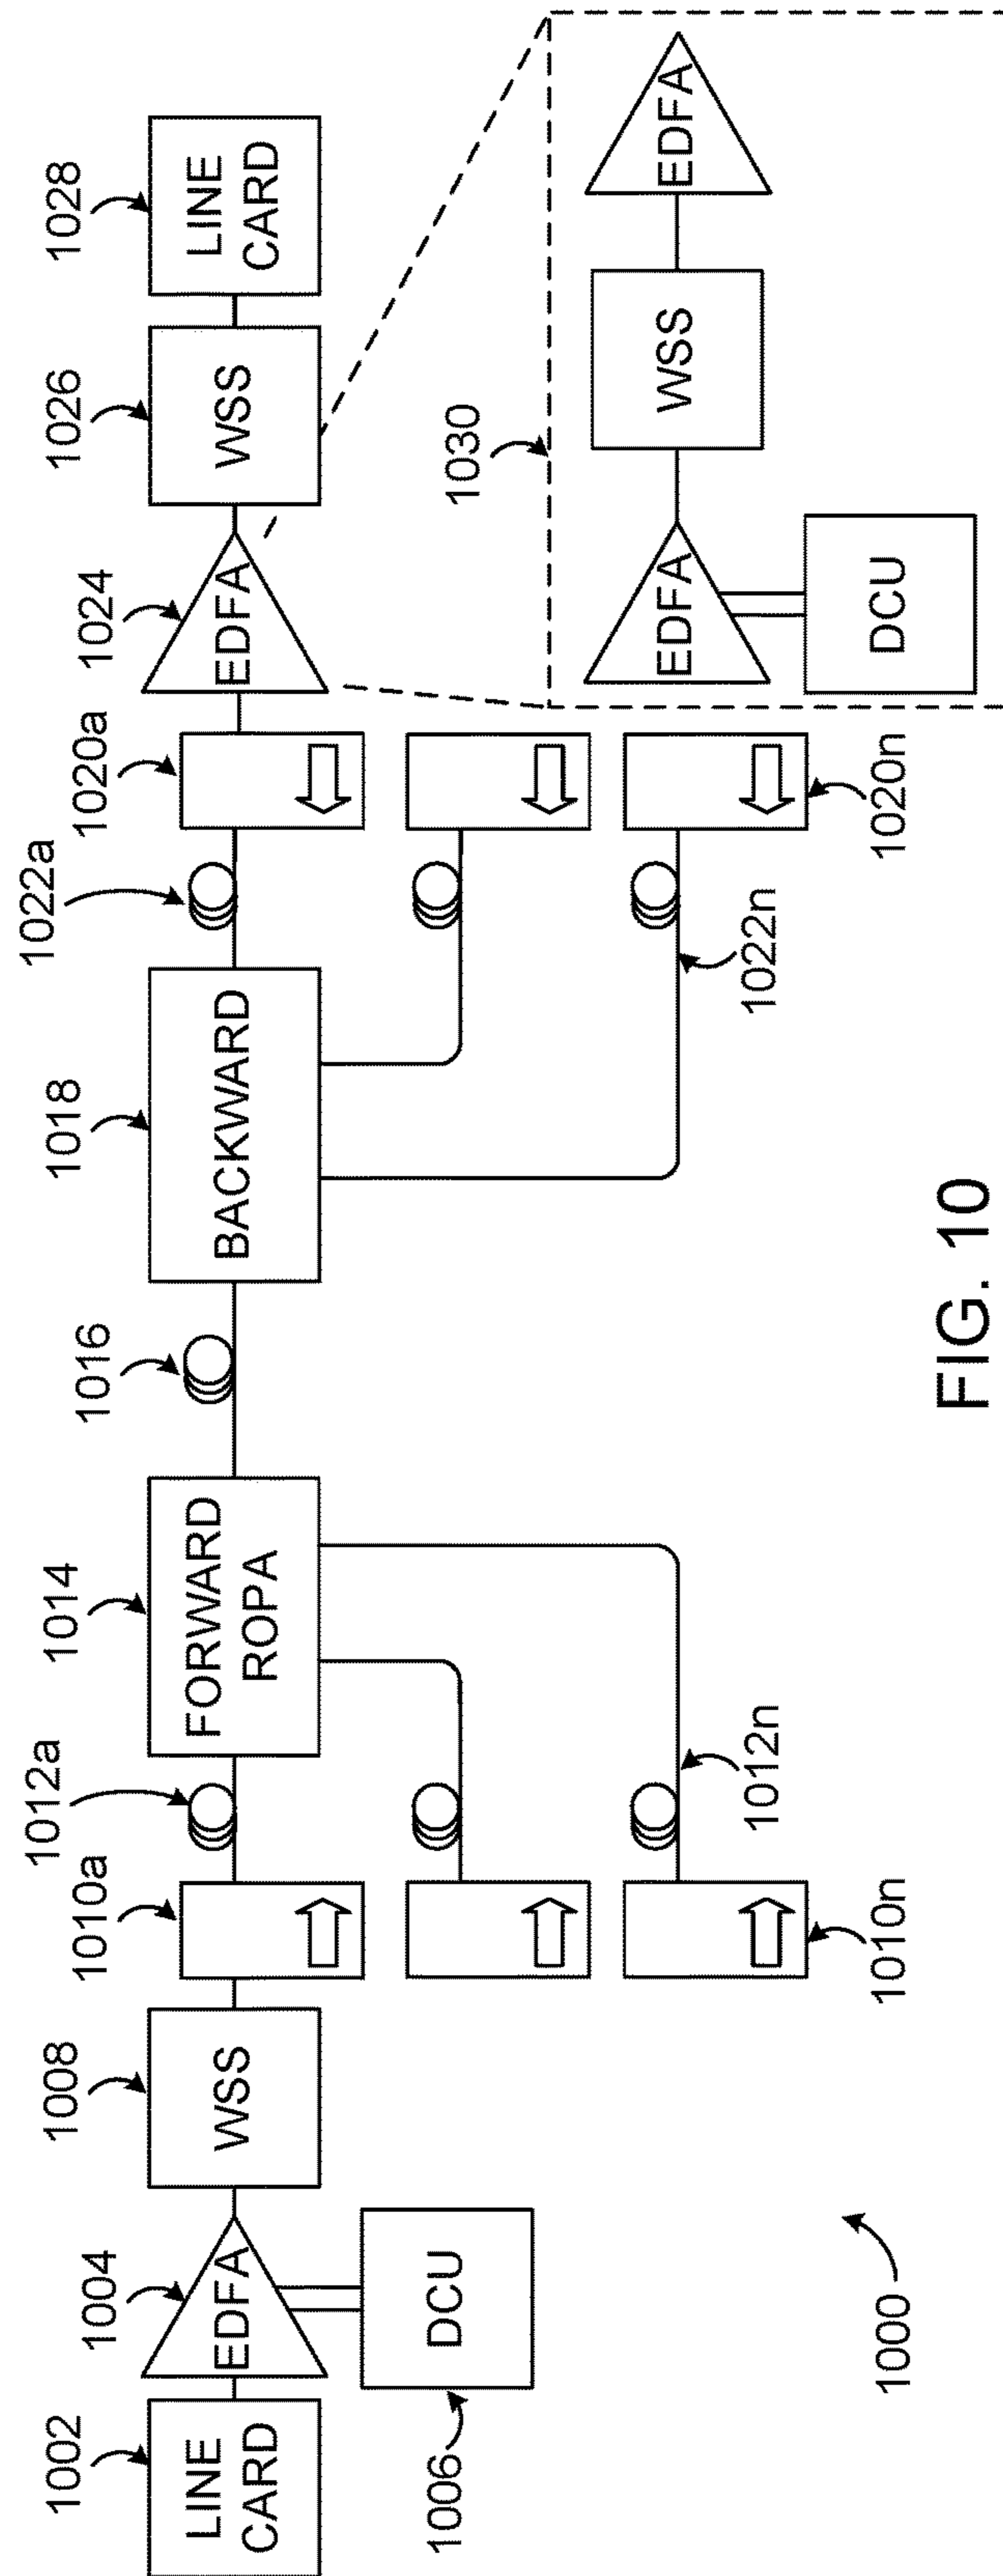 1002
1004
1008
1010a
1012a
1014
1016
1018
1022a
1020a
1024
1026
1028
LINE
CARD
EDFA
WSS
FORWARD
ROPA
BACKWARD
EDFA
WSS
LINE
CARD
1006
DCU
1010n
1012n
1022n
1020n
1030
EDFA
WSS
EDFA
DCU
1000
FIG. 10